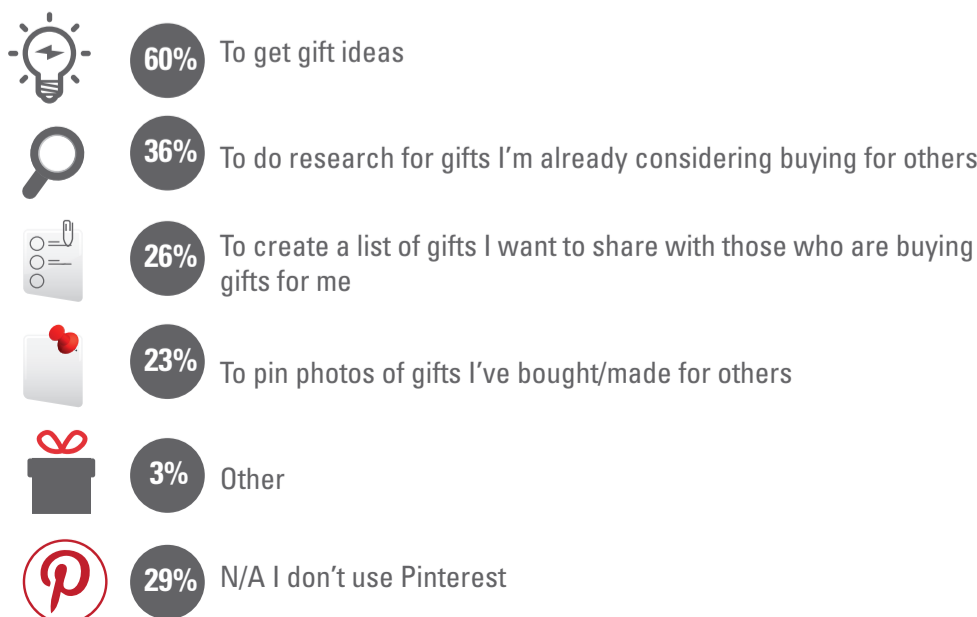 60% To get gift ideas
36% To do research for gifts I'm already considering buying for others
26% To create a list of gifts I want to share with those who are buying
gifts for me
23% To pin photos of gifts I've bought/made for others
3% Other
29% N/A I don't use Pinterest